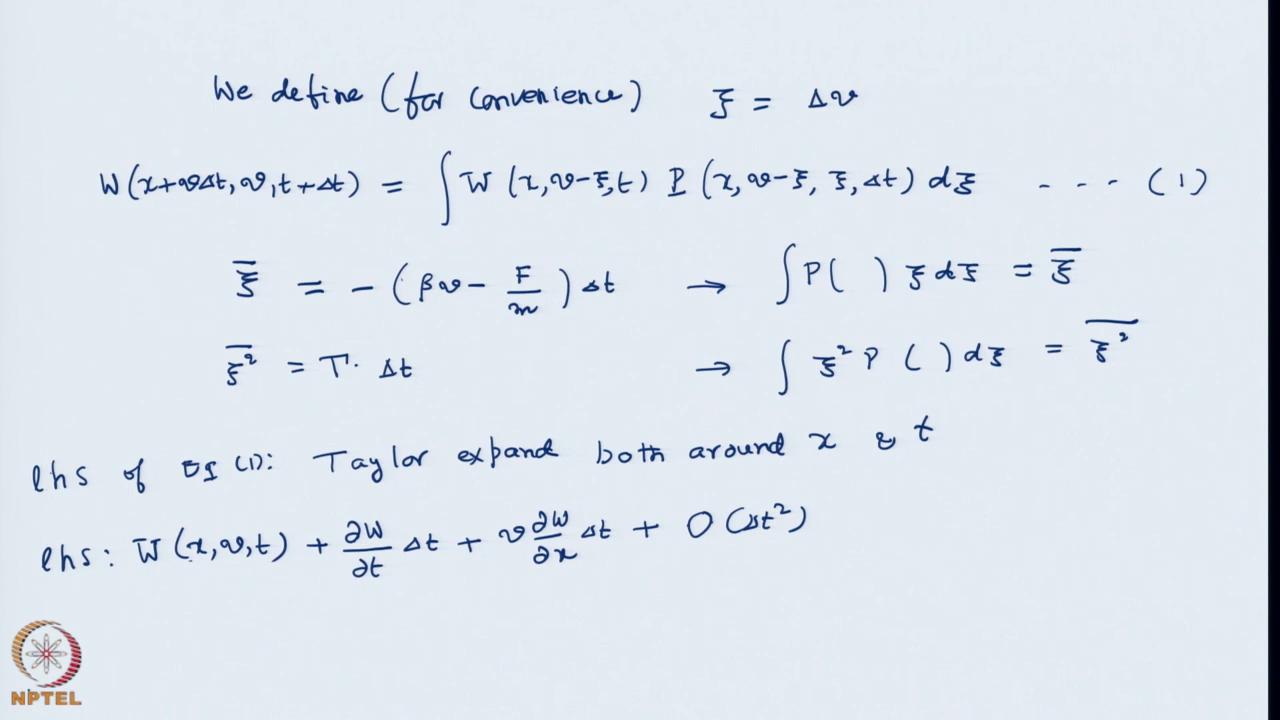 We define (for convenience) ξ = Δv
W(x+vΔt, v, t+Δt) = ∫ W (x, v-ξ, t) P (x, v-ξ, ξ, Δt) dξ - - - (1)
ξ̅ = - (βv - F/m) Δt → ∫ P( ) ξ dξ = ξ̅
ξ̅² = Γ · Δt → ∫ ξ² P ( ) dξ = ξ̅²
lhs of Eq (1): Taylor expand both around x & t
lhs: W (x, v, t) + ∂W/∂t Δt + v ∂W/∂x Δt + O (Δt²)
NPTEL